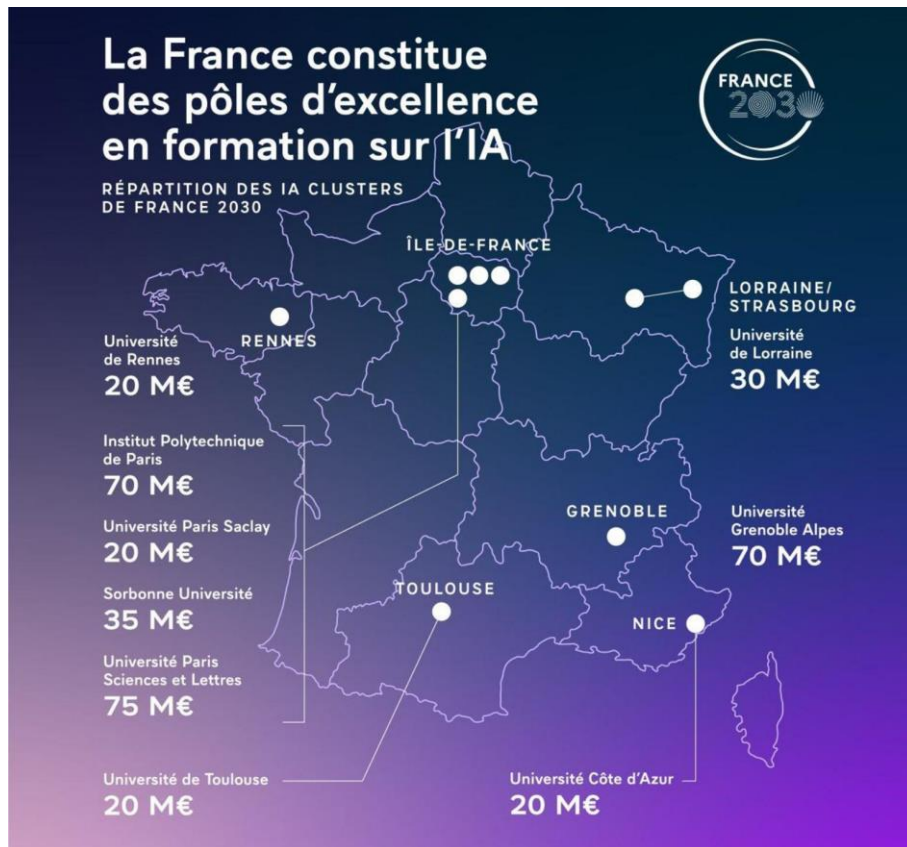 La France constitue
des pôles d'excellence
en formation sur l'IA
RÉPARTITION DES IA CLUSTERS
DE FRANCE 2030
FRANCE
2030
ÎLE-DE-FRANCE
LORRAINE/
STRASBOURG
Université
de Lorraine
30 M€
RENNES
Université
de Rennes
20 M€
Institut Polytechnique
de Paris
70 M€
Université Paris Saclay
20 M€
Sorbonne Université
35 M€
Université Paris
Sciences et Lettres
75 M€
GRENOBLE
Université
Grenoble Alpes
70 M€
TOULOUSE
NICE
Université de Toulouse
20 M€
Université Côte d'Azur
20 M€